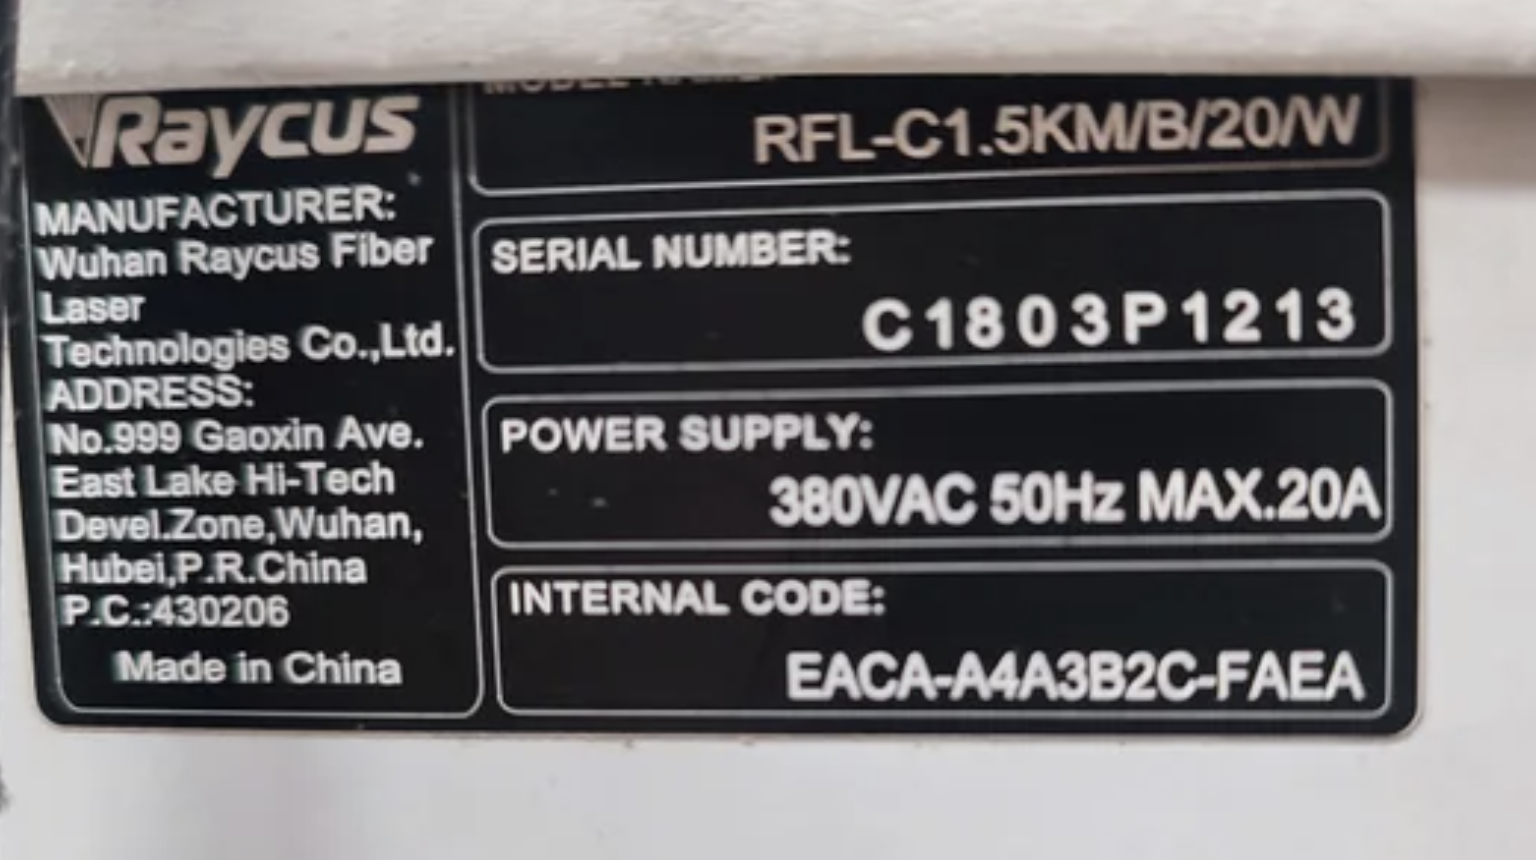 Raycus
MANUFACTURER:
Wuhan Raycus Fiber
Laser
Technologies Co.,Ltd.
ADDRESS:
No.999 Gaoxin Ave.
East Lake Hi-Tech
Devel.Zone,Wuhan,
Hubei,P.R.China
P.C.:430206
Made in China
RFL-C1.5KM/B/20/W
SERIAL NUMBER:
C1803P1213
POWER SUPPLY:
380VAC 50Hz MAX.20A
INTERNAL CODE:
EACA-A4A3B2C-FAEA